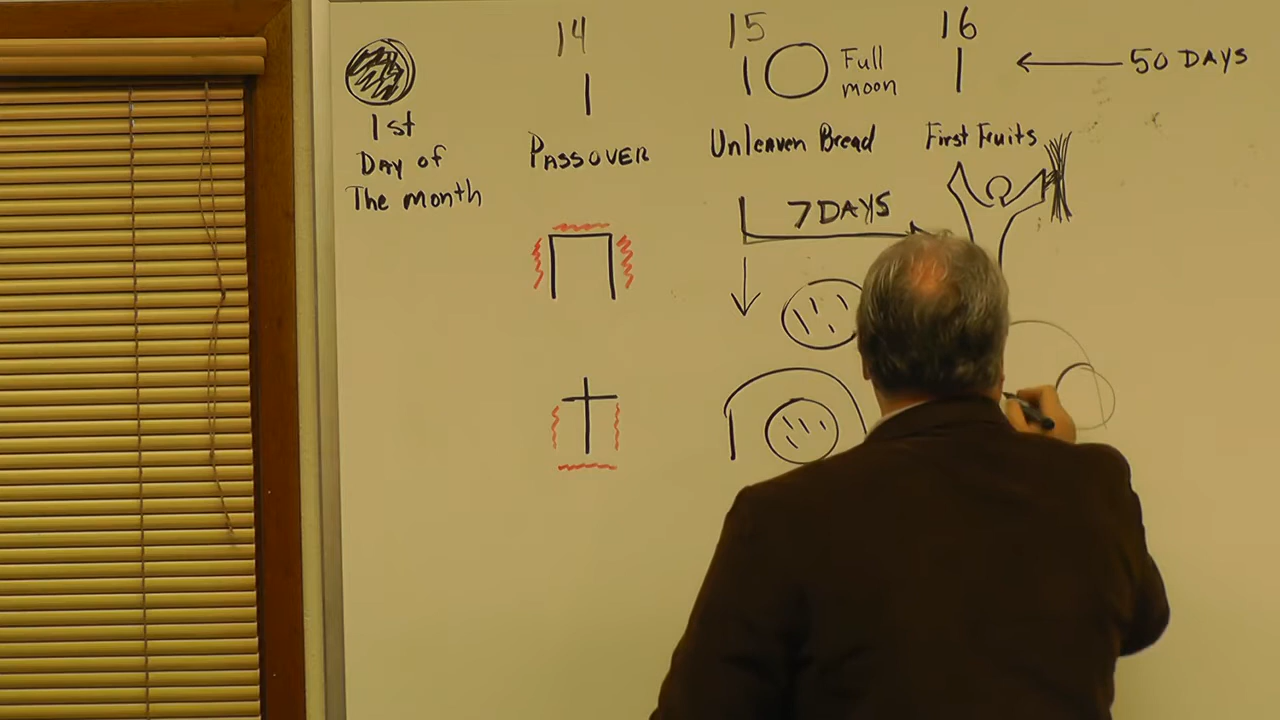 14
15
16
Full
moon
50 DAYS
1st
DAY of
The month
PASSOVER
Unleaven Bread
First Fruits
7 DAYS